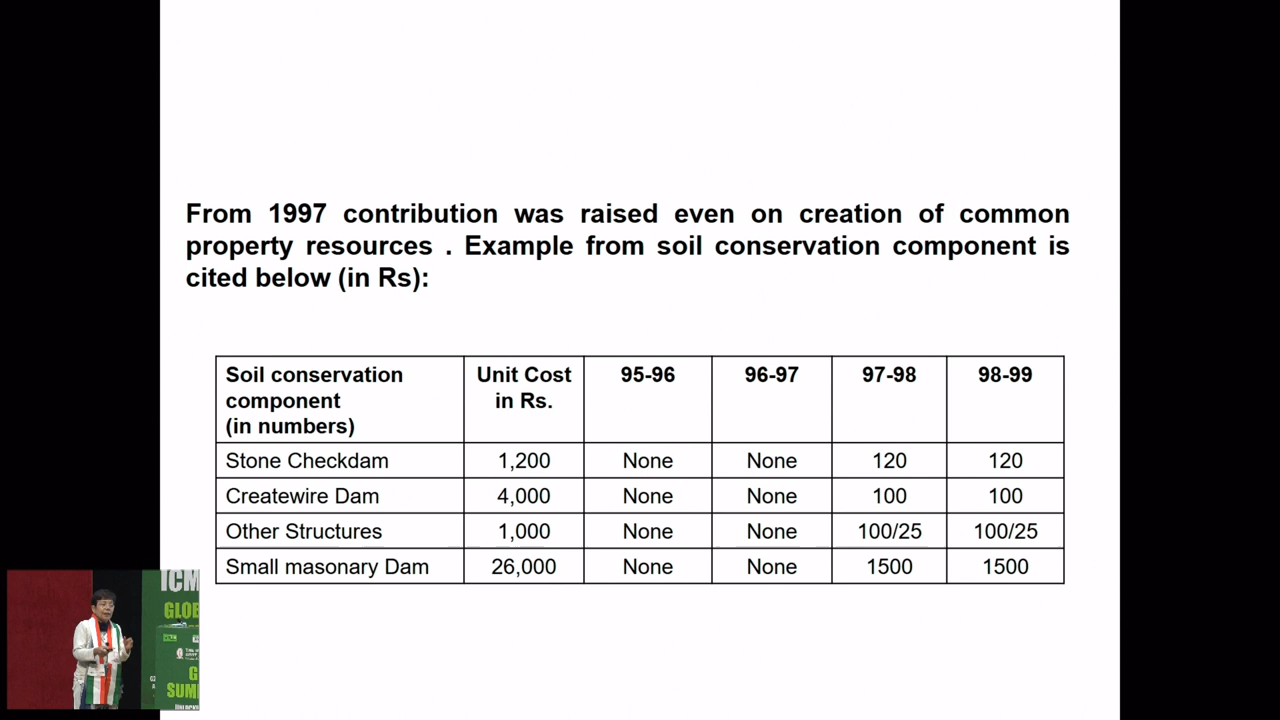 From 1997 contribution was raised even on creation of common
property resources . Example from soil conservation component is
cited below (in Rs):
Soil conservation component (in numbers) Unit Cost in Rs. 95-96 96-97 97-98 98-99
Stone Checkdam 1,200 None None 120 120
Createwire Dam 4,000 None None 100 100
Other Structures 1,000 None None 100/25 100/25
Small masonary Dam 26,000 None None 1500 1500
ICM
GLOB
G
SUMI